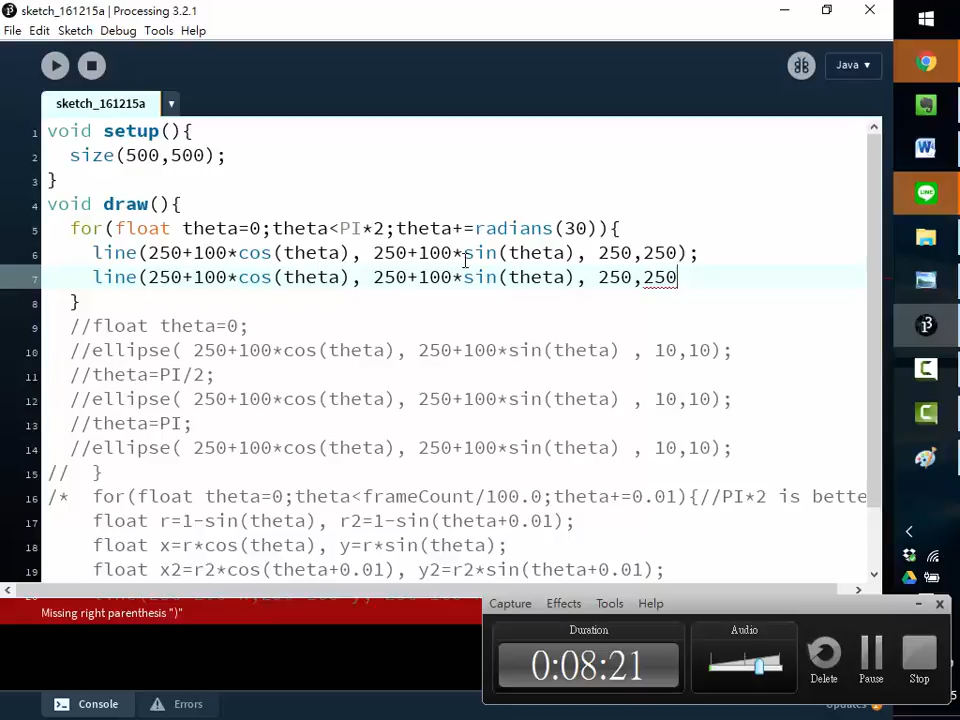 sketch_161215a | Processing 3.2.1
File Edit Sketch Debug Tools Help
Java ▾
sketch_161215a ▾
1 void setup(){
2 size(500,500);
3 }
4 void draw(){
5 for(float theta=0;theta<PI*2;theta+=radians(30)){
6 line(250+100*cos(theta), 250+100*sin(theta), 250,250);
7 line(250+100*cos(theta), 250+100*sin(theta), 250,250
8 }
9 //float theta=0;
10 //ellipse( 250+100*cos(theta), 250+100*sin(theta) , 10,10);
11 //theta=PI/2;
12 //ellipse( 250+100*cos(theta), 250+100*sin(theta) , 10,10);
13 //theta=PI;
14 //ellipse( 250+100*cos(theta), 250+100*sin(theta) , 10,10);
15 // }
16 /* for(float theta=0;theta<frameCount/100.0;theta+=0.01){//PI*2 is bette
17 float r=1-sin(theta), r2=1-sin(theta+0.01);
18 float x=r*cos(theta), y=r*sin(theta);
19 float x2=r2*cos(theta+0.01), y2=r2*sin(theta+0.01);
Missing right parenthesis ")"
Capture Effects Tools Help
Duration
0:08:21
Audio
Delete Pause Stop
Console Errors
Updates